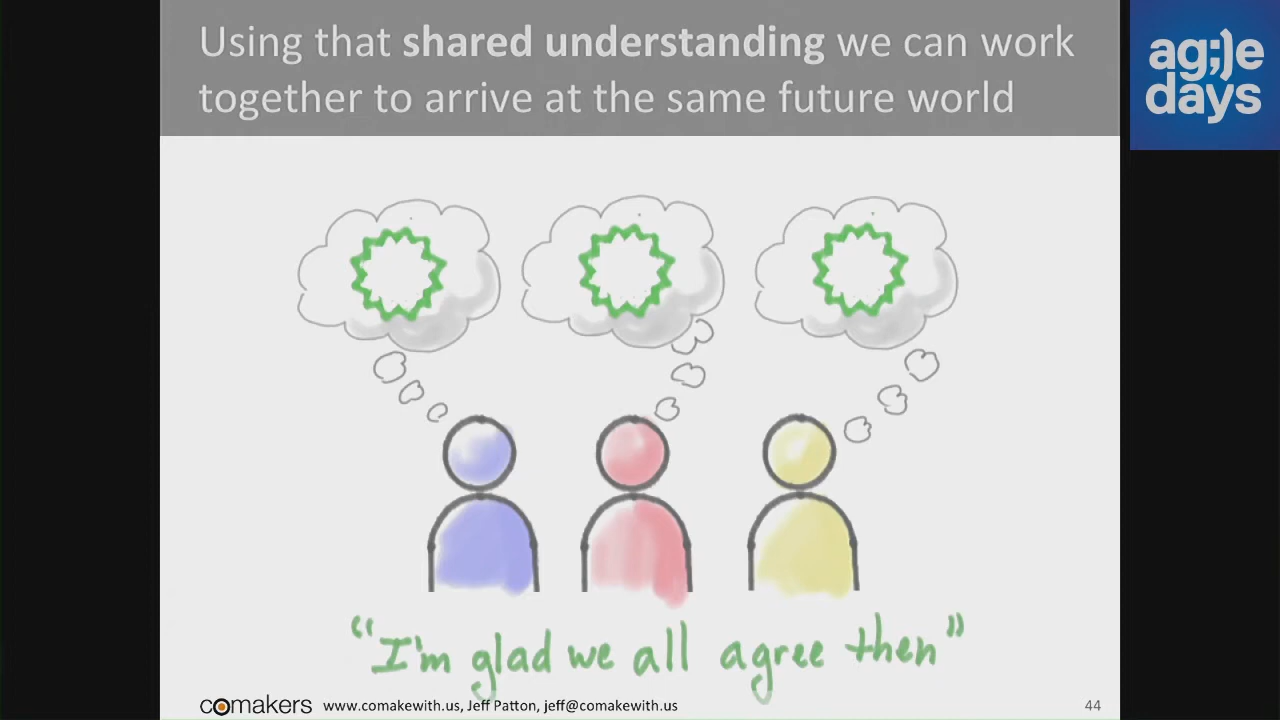 Using that shared understanding we can work
together to arrive at the same future world
ag;)e
days
"I'm glad we all agree then"
comakers www.comakewith.us, Jeff Patton, jeff@comakewith.us
44